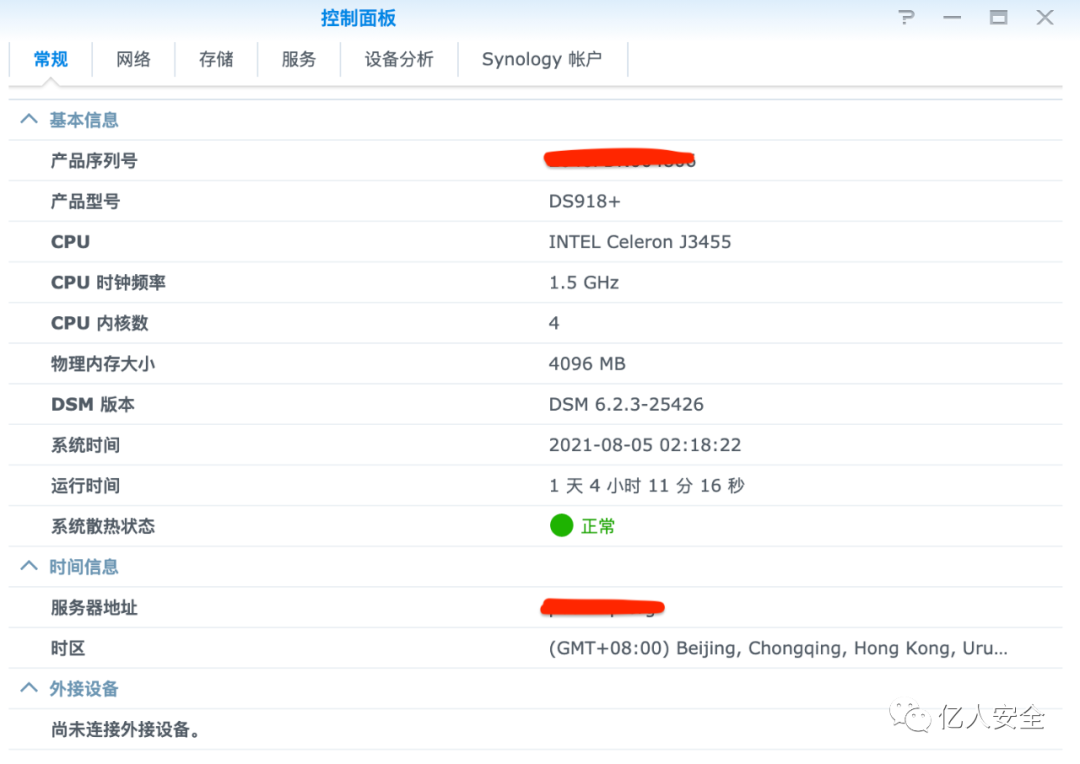 控制面板
常规 网络 存储 服务 设备分析 Synology 帐户
基本信息
产品序列号
产品型号 DS918+
CPU INTEL Celeron J3455
CPU 时钟频率 1.5 GHz
CPU 内核数 4
物理内存大小 4096 MB
DSM 版本 DSM 6.2.3-25426
系统时间 2021-08-05 02:18:22
运行时间 1 天 4 小时 11 分 16 秒
系统散热状态 正常
时间信息
服务器地址
时区 (GMT+08:00) Beijing, Chongqing, Hong Kong, Uru...
外接设备
尚未连接外接设备。
亿人安全